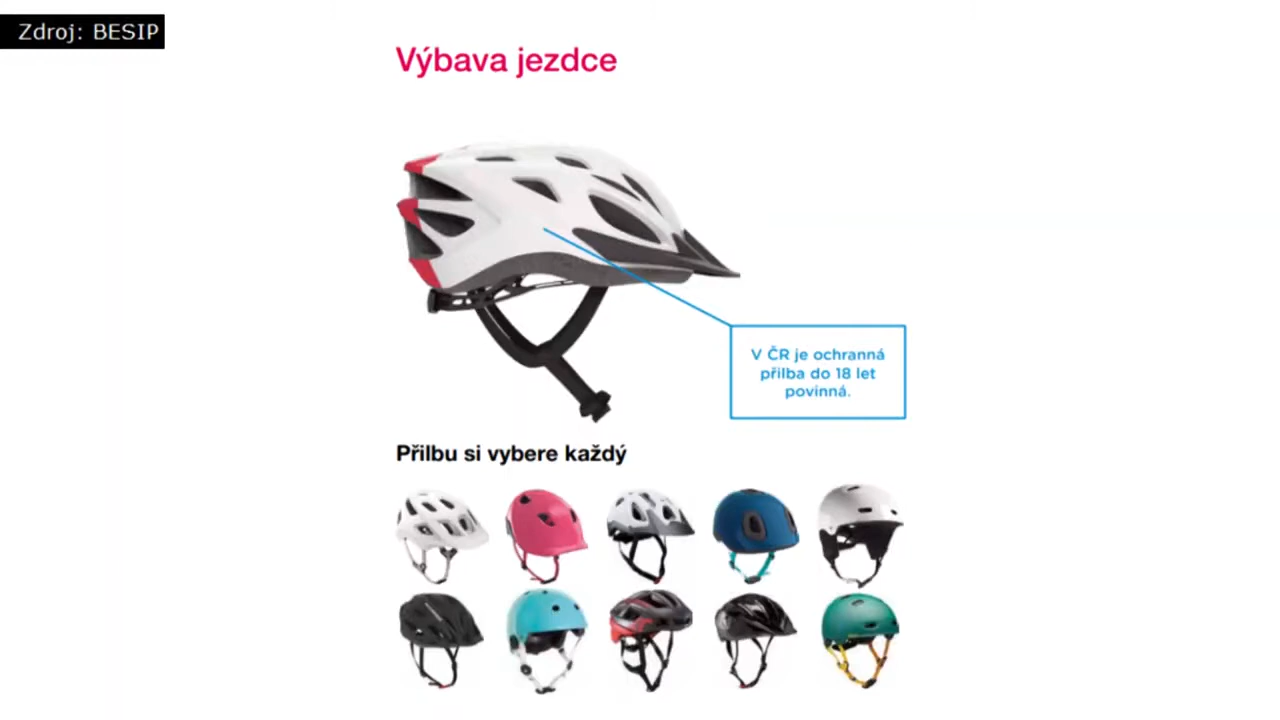 Zdroj: BESIP
Výbava jezdce
V ČR je ochranná
přilba do 18 let
povinná.
Přilbu si vybere každý